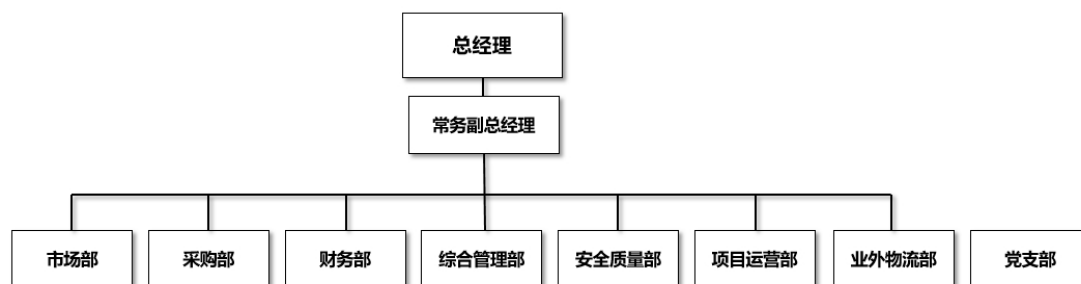 总经理
常务副总经理
市场部
采购部
财务部
综合管理部
安全质量部
项目运营部
业外物流部
党支部